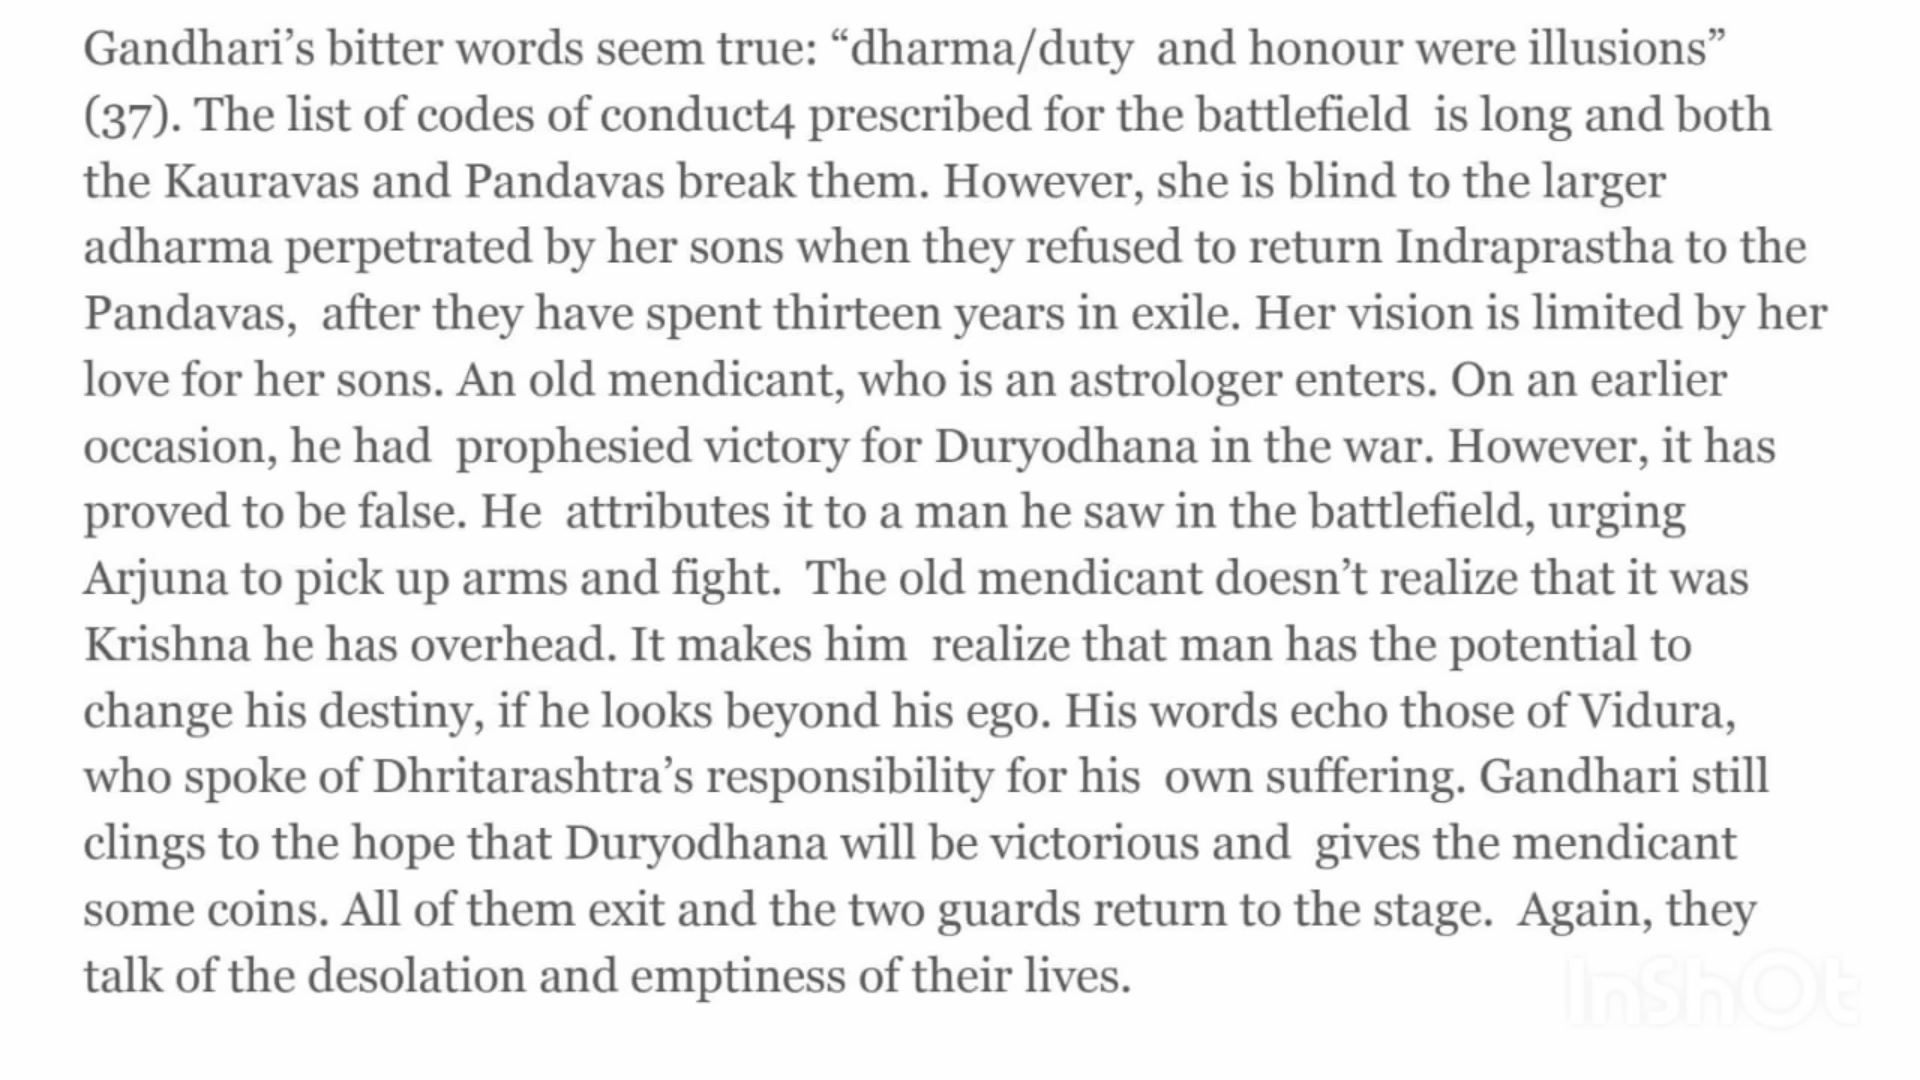 Gandhari’s bitter words seem true: “dharma/duty and honour were illusions”
(37). The list of codes of conduct4 prescribed for the battlefield is long and both
the Kauravas and Pandavas break them. However, she is blind to the larger
adharma perpetrated by her sons when they refused to return Indraprastha to the
Pandavas, after they have spent thirteen years in exile. Her vision is limited by her
love for her sons. An old mendicant, who is an astrologer enters. On an earlier
occasion, he had prophesied victory for Duryodhana in the war. However, it has
proved to be false. He attributes it to a man he saw in the battlefield, urging
Arjuna to pick up arms and fight. The old mendicant doesn’t realize that it was
Krishna he has overhead. It makes him realize that man has the potential to
change his destiny, if he looks beyond his ego. His words echo those of Vidura,
who spoke of Dhritarashtra’s responsibility for his own suffering. Gandhari still
clings to the hope that Duryodhana will be victorious and gives the mendicant
some coins. All of them exit and the two guards return to the stage. Again, they
talk of the desolation and emptiness of their lives.
InShOt